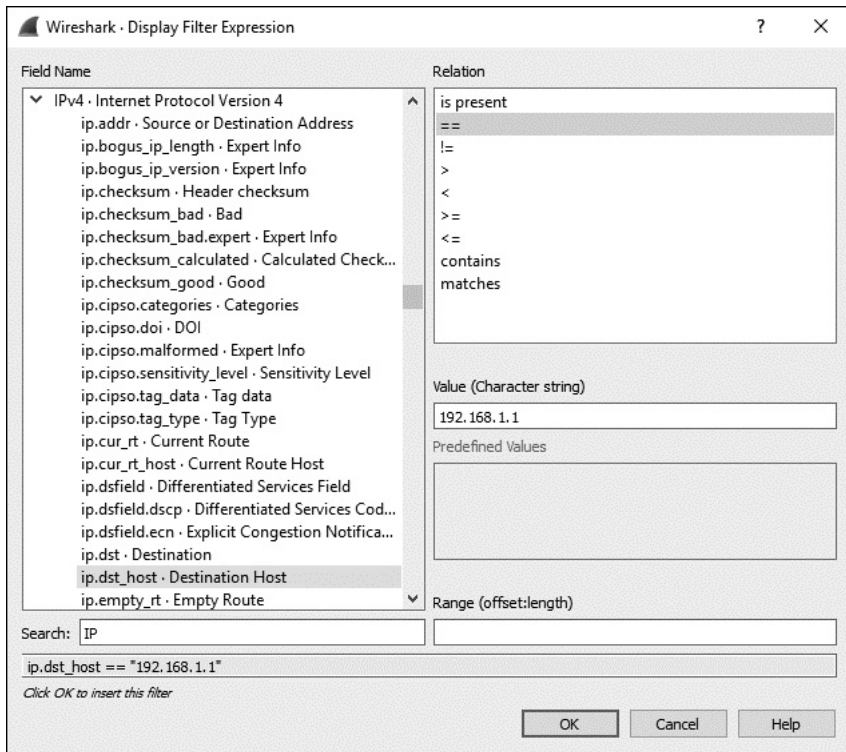 Wireshark · Display Filter Expression
?
Field Name
IPv4 · Internet Protocol Version 4
ip.addr · Source or Destination Address
ip.bogus_ip_length · Expert Info
ip.bogus_ip_version · Expert Info
ip.checksum · Header checksum
ip.checksum_bad · Bad
ip.checksum_bad.expert · Expert Info
ip.checksum_calculated · Calculated Check...
ip.checksum_good · Good
ip.cipso.categories · Categories
ip.cipso.doi · DOI
ip.cipso.malformed · Expert Info
ip.cipso.sensitivity_level · Sensitivity Level
ip.cipso.tag_data · Tag data
ip.cipso.tag_type · Tag Type
ip.cur_rt · Current Route
ip.cur_rt_host · Current Route Host
ip.dsfield · Differentiated Services Field
ip.dsfield.dscp · Differentiated Services Cod...
ip.dsfield.ecn · Explicit Congestion Notifica...
ip.dst · Destination
ip.dst_host · Destination Host
ip.empty_rt · Empty Route
Search: IP
Relation
is present
==
!=
>
<
>=
<=
contains
matches
Value (Character string)
192.168.1.1
Predefined Values
Range (offset:length)
ip.dst_host == "192.168.1.1"
Click OK to insert this filter
OK
Cancel
Help